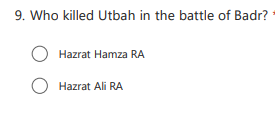 9. Who killed Utbah in the battle of Badr? *
Hazrat Hamza RA
Hazrat Ali RA